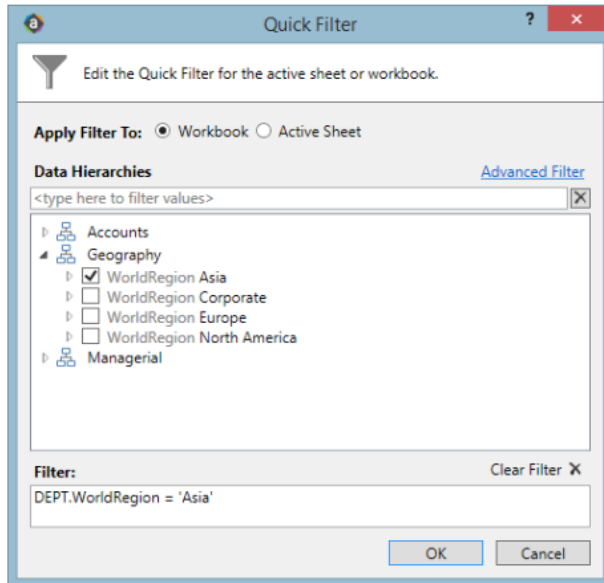 Quick Filter
?
Edit the Quick Filter for the active sheet or workbook.
Apply Filter To: Workbook Active Sheet
Data Hierarchies Advanced Filter
<type here to filter values>
Accounts
Geography
WorldRegion Asia
WorldRegion Corporate
WorldRegion Europe
WorldRegion North America
Managerial
Filter: Clear Filter
DEPT.WorldRegion = 'Asia'
OK Cancel